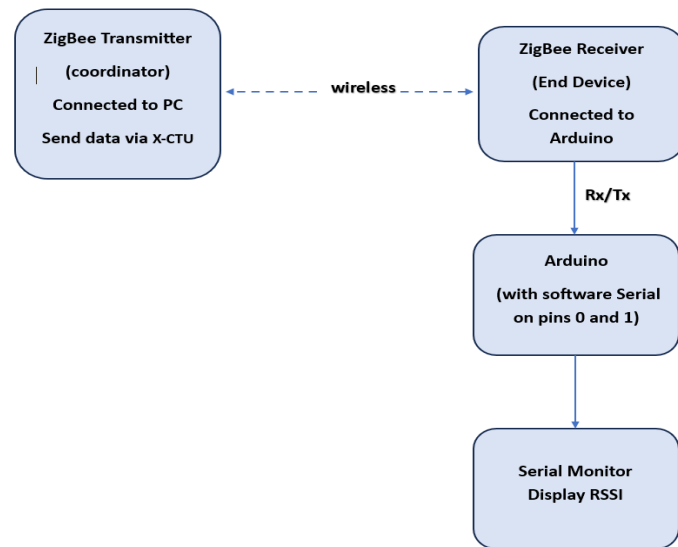 ZigBee Transmitter
(coordinator)
Connected to PC
Send data via X-CTU
wireless
ZigBee Receiver
(End Device)
Connected to
Arduino
Rx/Tx
Arduino
(with software Serial
on pins 0 and 1)
Serial Monitor
Display RSSI